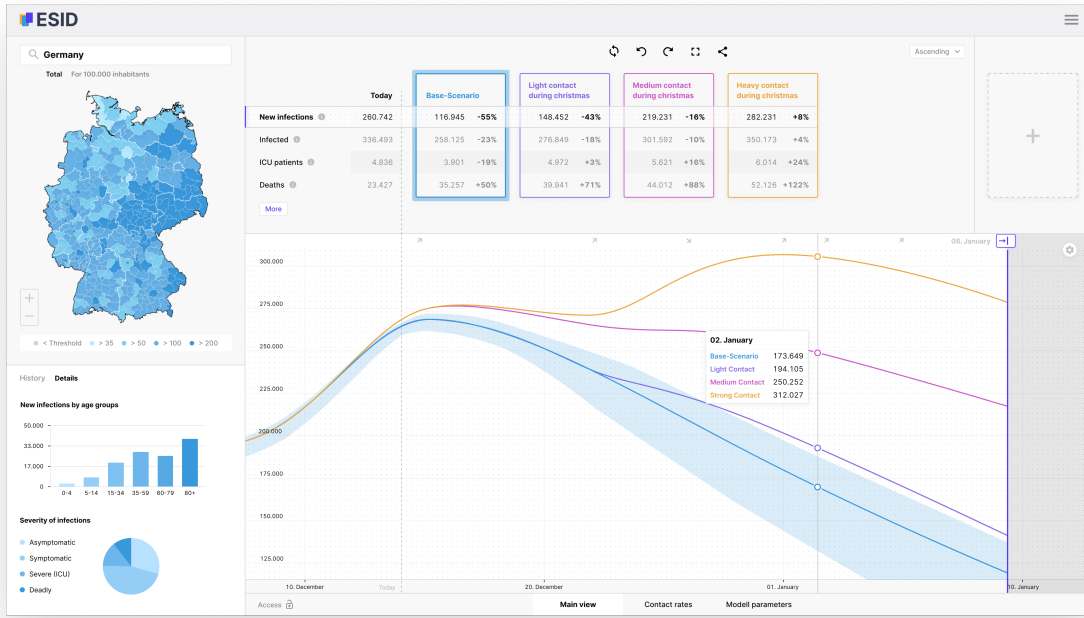 ESID
Germany
Total For 100.000 inhabitants
< Threshold > 35 > 50 > 100 > 200
History Details
New infections by age groups
50.000
33.000
17.000
0
0-4 5-14 15-34 35-59 60-79 80+
Severity of infections
Asymptomatic
Symptomatic
Severe (ICU)
Deadly
Ascending
Today Base-Scenario Light contact during christmas Medium contact during christmas Heavy contact during christmas
New infections 260.742 116.945 -55% 148.452 -43% 219.231 -16% 282.231 +8%
Infected 336.493 258.125 -23% 276.849 -18% 301.592 -10% 350.173 +4%
ICU patients 4.836 3.901 -19% 4.972 +3% 5.621 +16% 6.014 +24%
Deaths 23.427 35.257 +50% 39.941 +71% 44.012 +88% 52.126 +122%
More
08. January
300.000
275.000
250.000
225.000
200.000
175.000
150.000
125.000
02. January
Base-Scenario 173.649
Light Contact 194.105
Medium Contact 250.252
Strong Contact 312.027
10. December Today 20. December 01. January 10. January
Access Main view Contact rates Modell parameters